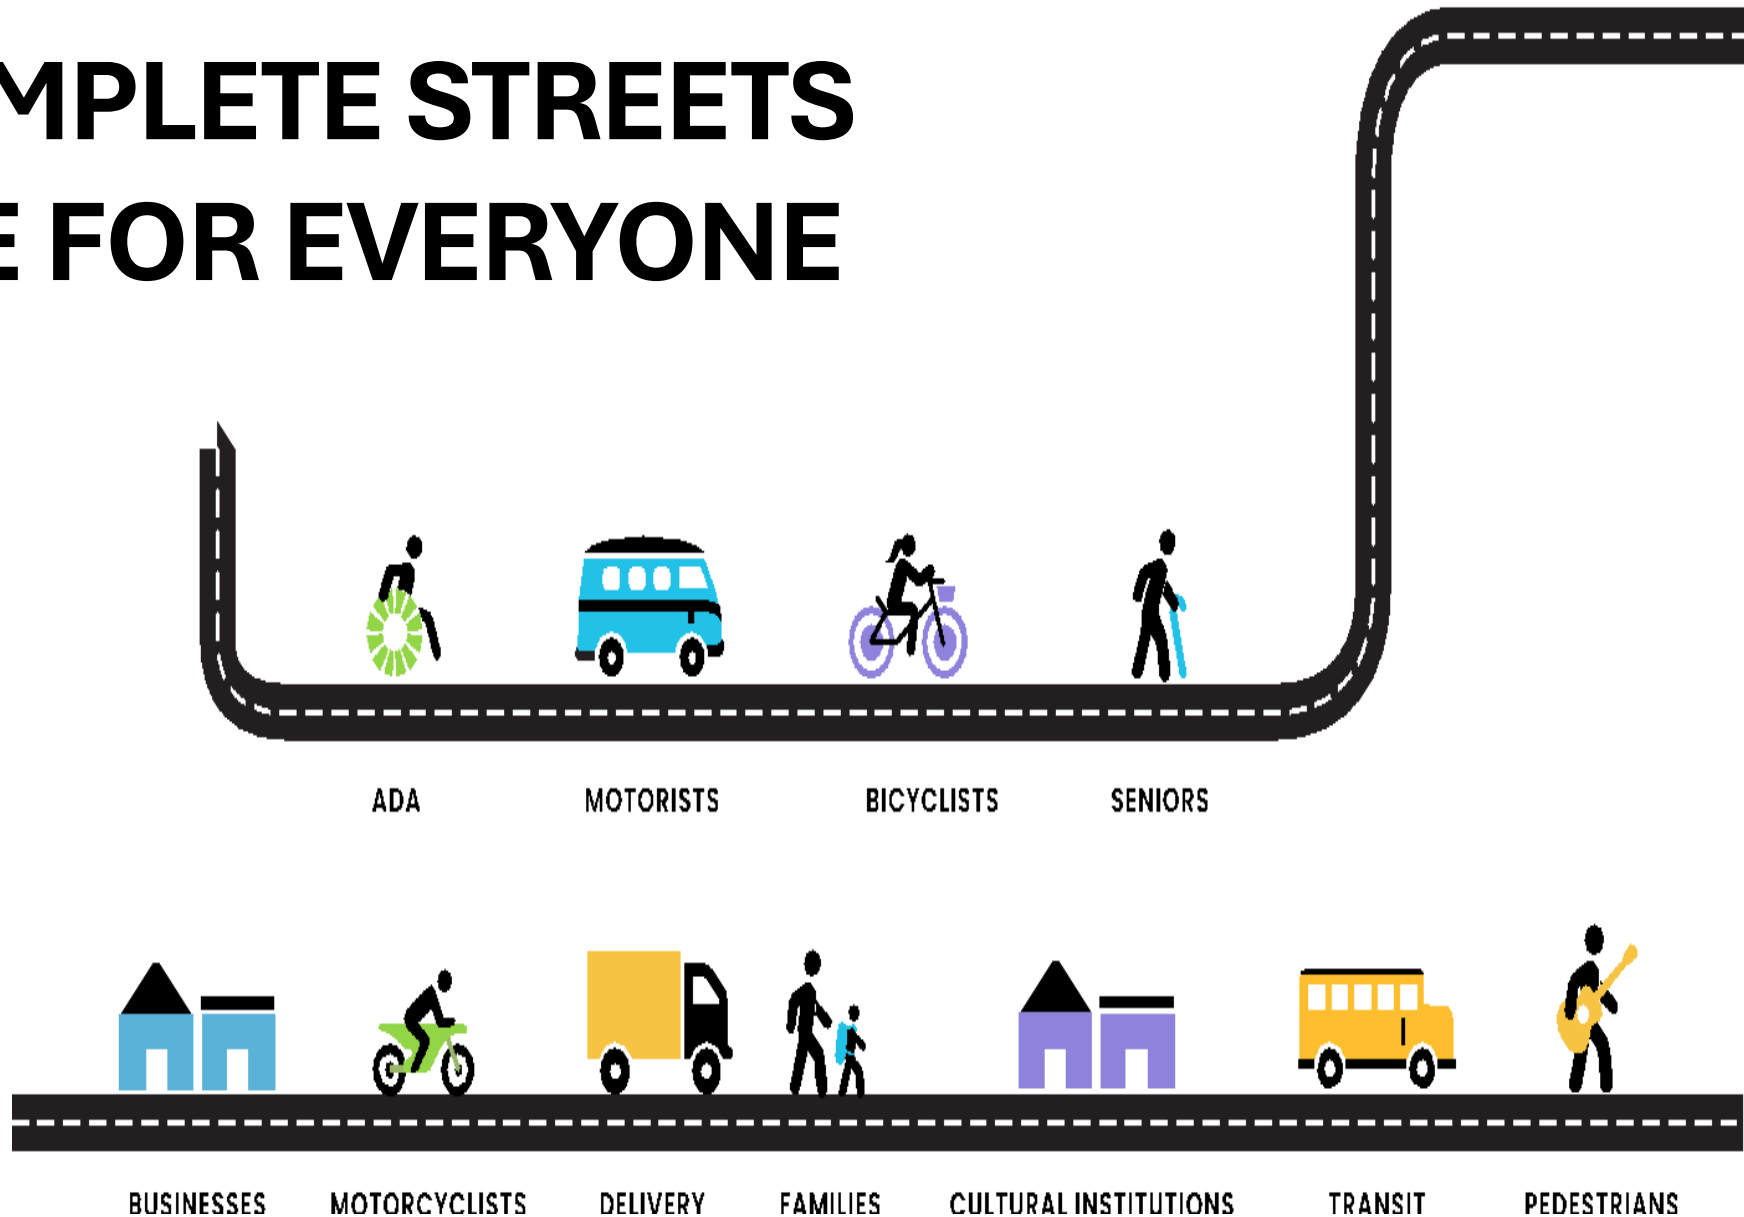 MPLETE STREETS
E FOR EVERYONE
ADA MOTORISTS BICYCLISTS SENIORS
BUSINESSES MOTORCYCLISTS DELIVERY FAMILIES CULTURAL INSTITUTIONS TRANSIT PEDESTRIANS